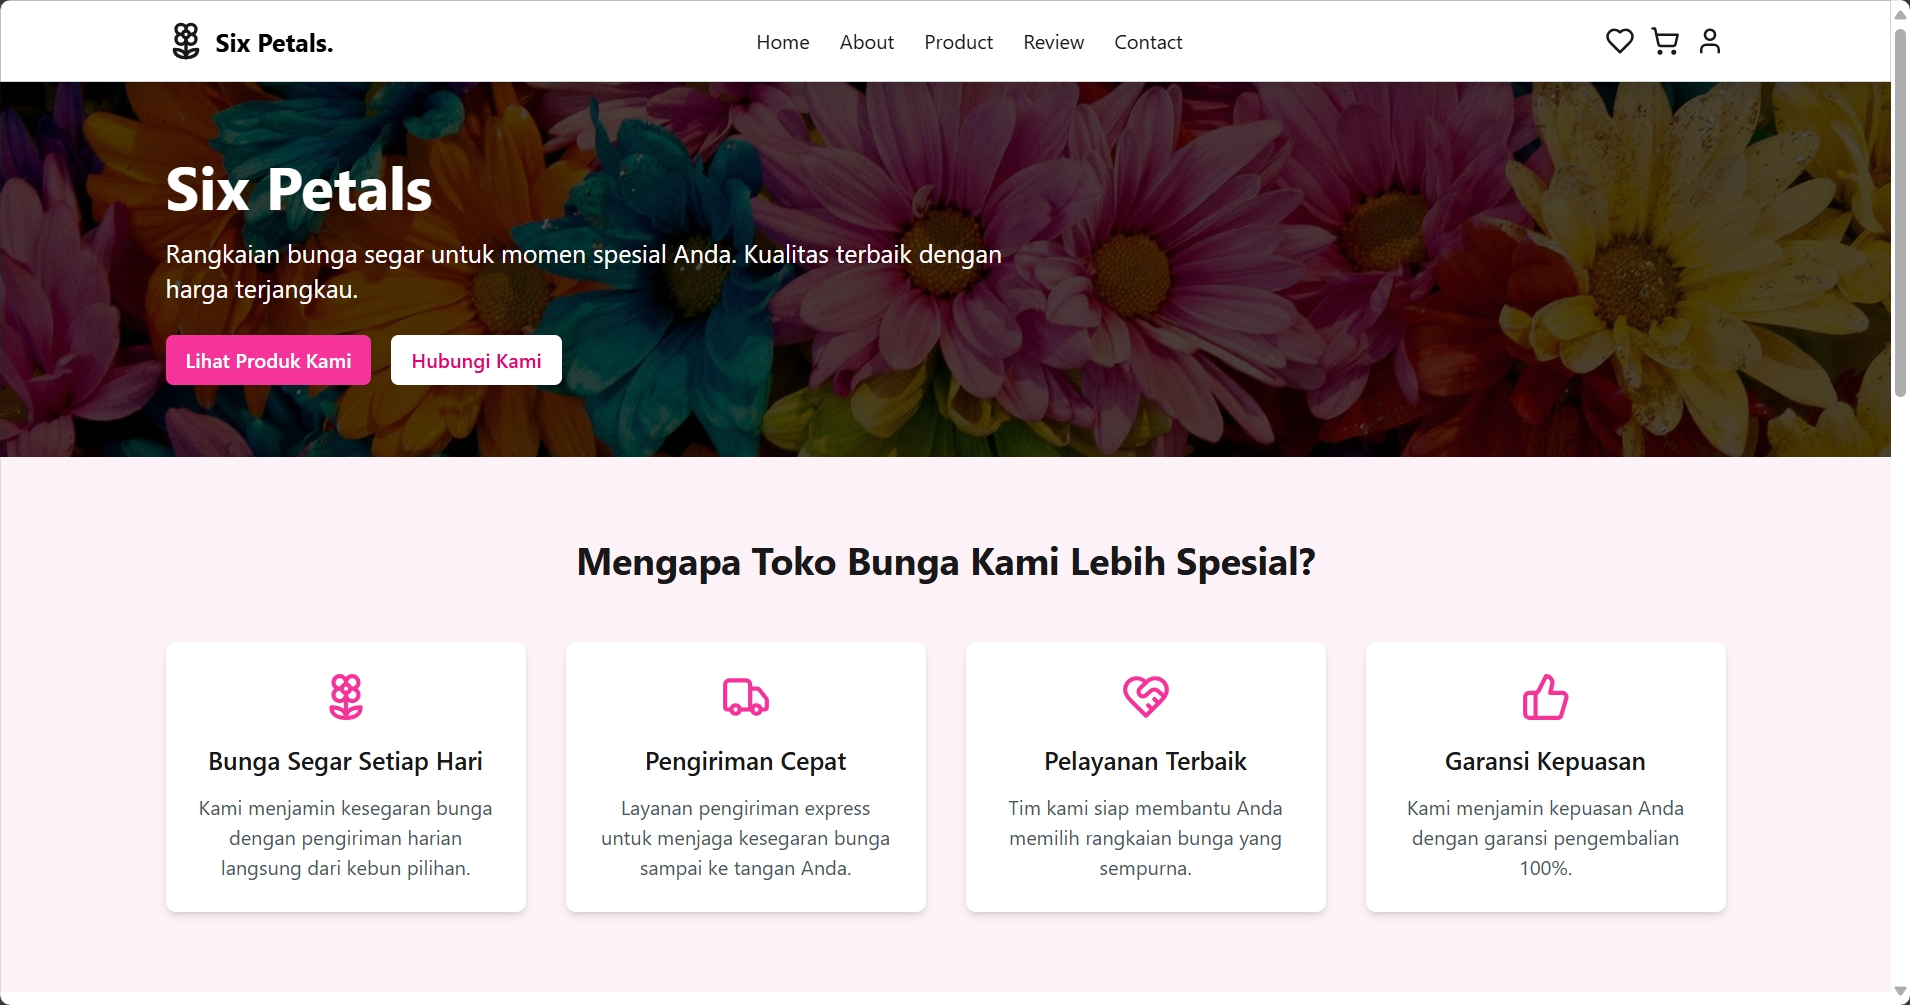 Six Petals.
Home
About
Product
Review
Contact
Six Petals
Rangkaian bunga segar untuk momen spesial Anda. Kualitas terbaik dengan
harga terjangkau.
Lihat Produk Kami
Hubungi Kami
Mengapa Toko Bunga Kami Lebih Spesial?
Bunga Segar Setiap Hari
Kami menjamin kesegaran bunga
dengan pengiriman harian
langsung dari kebun pilihan.
Pengiriman Cepat
Layanan pengiriman express
untuk menjaga kesegaran bunga
sampai ke tangan Anda.
Pelayanan Terbaik
Tim kami siap membantu Anda
memilih rangkaian bunga yang
sempurna.
Garansi Kepuasan
Kami menjamin kepuasan Anda
dengan garansi pengembalian
100%.